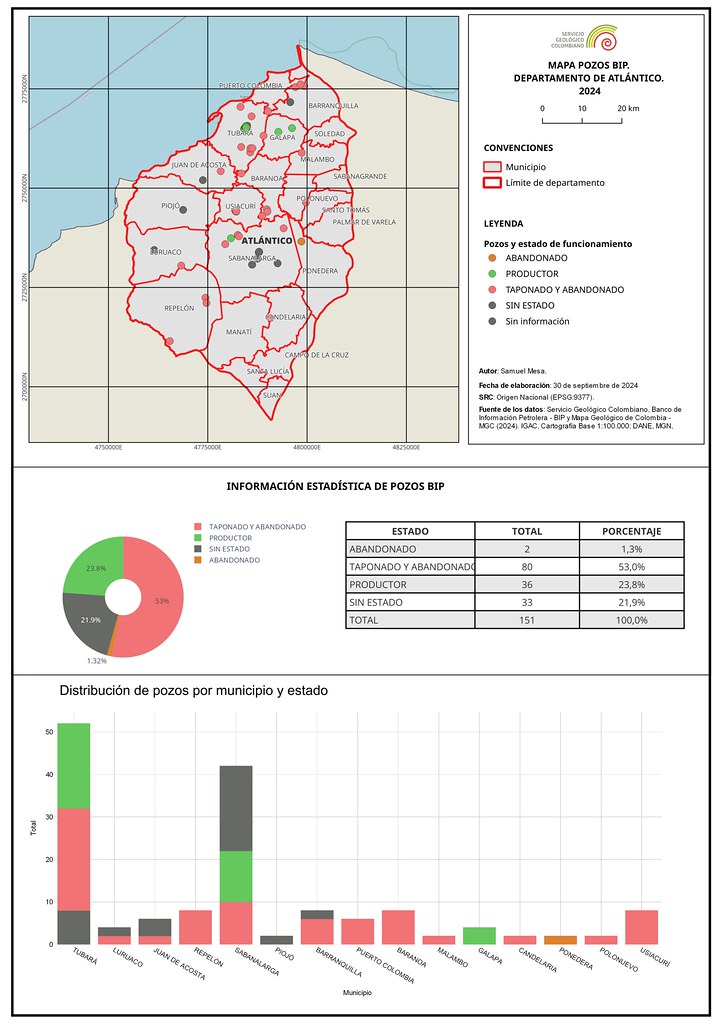 SERVICIO
GEOLÓGICO
COLOMBIANO
MAPA POZOS BIP.
DEPARTAMENTO DE ATLÁNTICO.
2024
0 10 20 km
CONVENCIONES
Municipio
Límite de departamento
LEYENDA
Pozos y estado de funcionamiento
ABANDONADO
PRODUCTOR
TAPONADO Y ABANDONADO
SIN ESTADO
Sin información
Autor: Samuel Mesa.
Fecha de elaboración: 30 de septiembre de 2024
SRC: Origen Nacional (EPSG:9377).
Fuente de los datos: Servicio Geológico Colombiano, Banco de
Información Petrolera - BIP y Mapa Geológico de Colombia -
MGC (2024). IGAC, Cartografía Base 1:100.000; DANE, MGN,
2775000N
2750000N
2725000N
2700000N
PUERTO COLOMBIA
BARRANQUILLA
TUBARÁ
GALAPA
SOLEDAD
MALAMBO
JUAN DE ACOSTA
BARANOA
SABANAGRANDE
PIOJÓ
USIACURÍ
POLONUEVO
SANTO TOMÁS
PALMAR DE VARELA
ATLÁNTICO
LURUACO
SABANALARGA
PONEDERA
REPELÓN
CANDELARIA
MANATÍ
CAMPO DE LA CRUZ
SANTA LUCÍA
SUAN
4750000E 4775000E 4800000E 4825000E
INFORMACIÓN ESTADÍSTICA DE POZOS BIP
TAPONADO Y ABANDONADO
PRODUCTOR
SIN ESTADO
ABANDONADO
23.8%
53%
21.9%
1.32%
ESTADO TOTAL PORCENTAJE
ABANDONADO 2 1,3%
TAPONADO Y ABANDONADO 80 53,0%
PRODUCTOR 36 23,8%
SIN ESTADO 33 21,9%
TOTAL 151 100,0%
Distribución de pozos por municipio y estado
Total
50
40
30
20
10
0
TUBARÁ
LURUACO
JUAN DE ACOSTA
REPELÓN
SABANALARGA
PIOJÓ
BARRANQUILLA
PUERTO COLOMBIA
BARANOA
MALAMBO
GALAPA
CANDELARIA
PONEDERA
POLONUEVO
USIACURÍ
Municipio